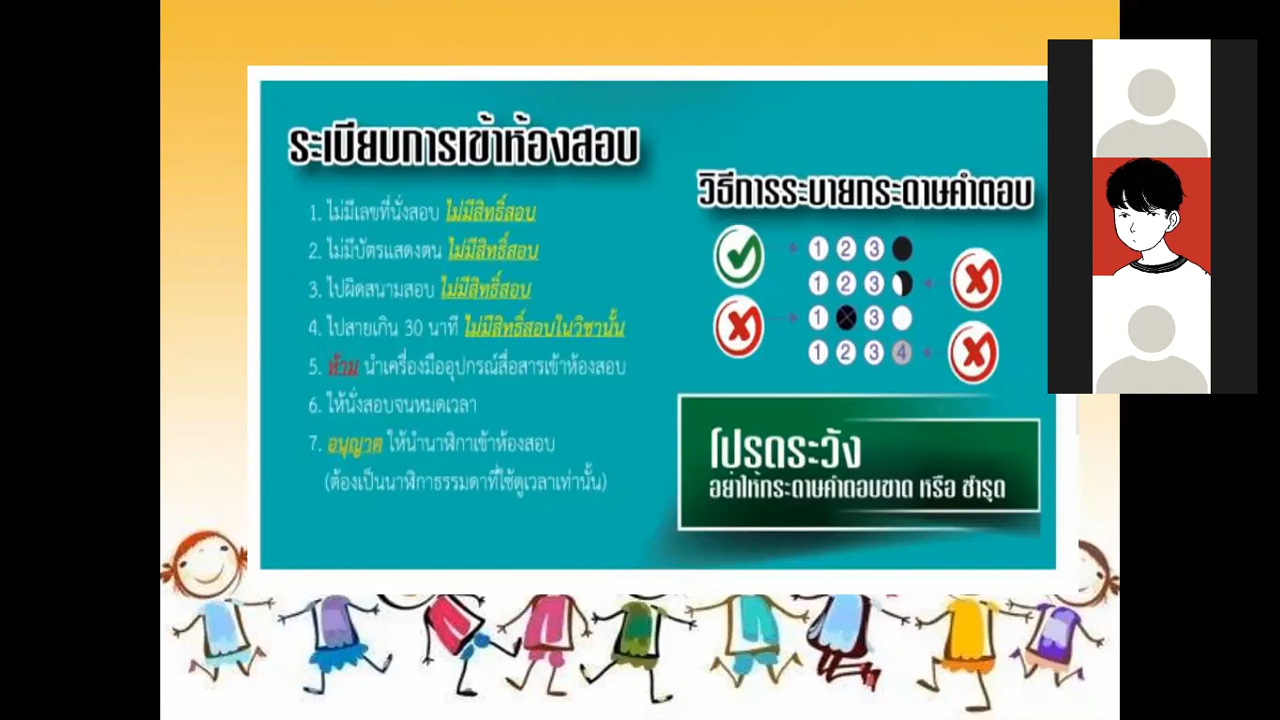 ระเบียบการเข้าห้องสอบ
1. ไม่มีเลขที่นั่งสอบ ไม่มีสิทธิ์สอบ
2. ไม่มีบัตรแสดงตน ไม่มีสิทธิ์สอบ
3. ไปผิดสนามสอบ ไม่มีสิทธิ์สอบ
4. ไปสายเกิน 30 นาที ไม่มีสิทธิ์สอบในวิชานั้น
5. ห้าม นำเครื่องมืออุปกรณ์สื่อสารเข้าห้องสอบ
6. ให้นั่งสอบจนหมดเวลา
7. อนุญาต ให้นำนาฬิกาเข้าห้องสอบ
(ต้องเป็นนาฬิกาธรรมดาที่ใช้ดูเวลาเท่านั้น)
วิธีการระบายกระดาษคำตอบ
1 2 3
1 2 3
1 3
1 2 3 4
โปรดระวัง
อย่าให้กระดาษคำตอบขาด หรือ ชำรุด